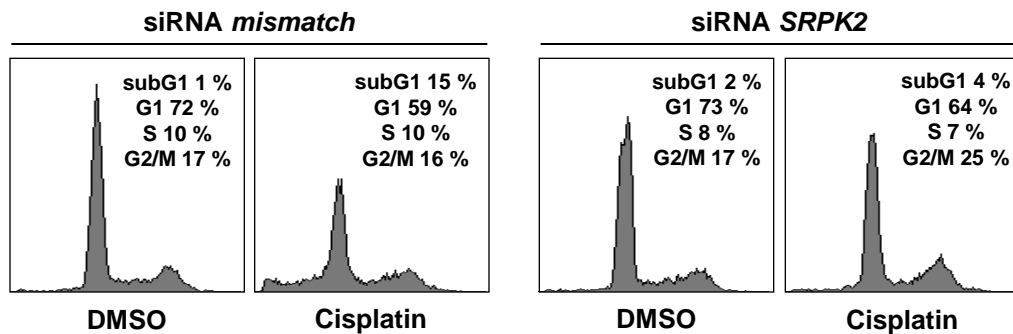 siRNA mismatch
siRNA SRPK2
subG1 1 %
G1 72 %
S 10 %
G2/M 17 %
subG1 15 %
G1 59 %
S 10 %
G2/M 16 %
subG1 2 %
G1 73 %
S 8 %
G2/M 17 %
subG1 4 %
G1 64 %
S 7 %
G2/M 25 %
DMSO
Cisplatin
DMSO
Cisplatin